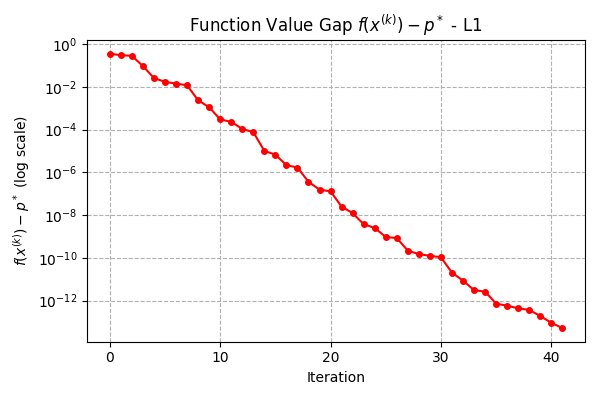 Function Value Gap $f(x^{(k)}) - p^*$ - L1
$f(x^{(k)}) - p^*$ (log scale)
$10^0$
$10^{-2}$
$10^{-4}$
$10^{-6}$
$10^{-8}$
$10^{-10}$
$10^{-12}$
0 10 20 30 40
Iteration